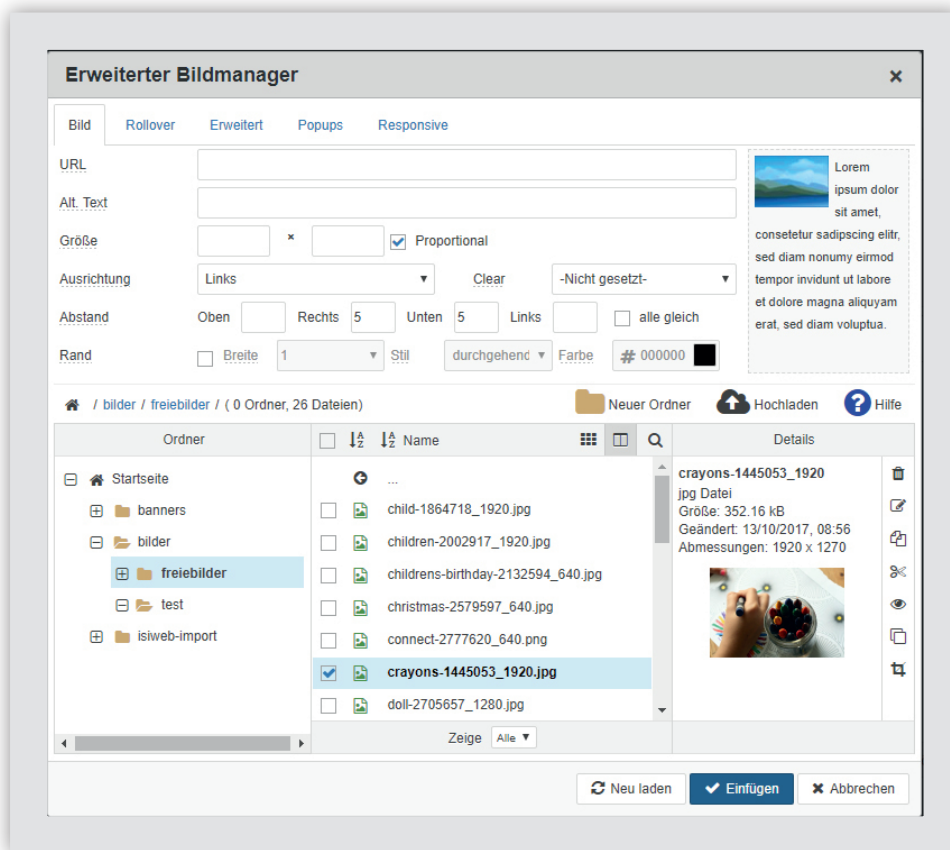 Erweiterter Bildmanager ×
Bild Rollover Erweitert Popups Responsive
URL
Alt. Text
Größe × Proportional
Ausrichtung Links Clear -Nicht gesetzt-
Abstand Oben Rechts 5 Unten 5 Links alle gleich
Rand Breite 1 Stil durchgehend Farbe # 000000
Lorem
ipsum dolor
sit amet,
consetetur sadipscing elitr,
sed diam nonumy eirmod
tempor invidunt ut labore
et dolore magna aliquyam
erat, sed diam voluptua.
/ bilder / freiebilder / ( 0 Ordner, 26 Dateien) Neuer Ordner Hochladen ? Hilfe
Ordner
Startseite
banners
bilder
freiebilder
test
isiweb-import
A Z A Z Name
...
child-1864718_1920.jpg
children-2002917_1920.jpg
childrens-birthday-2132594_640.jpg
christmas-2579597_640.jpg
connect-2777620_640.png
crayons-1445053_1920.jpg
doll-2705657_1280.jpg
Zeige Alle
Details
crayons-1445053_1920
jpg Datei
Größe: 352.16 kB
Geändert: 13/10/2017, 08:56
Abmessungen: 1920 x 1270
Neu laden Einfügen Abbrechen